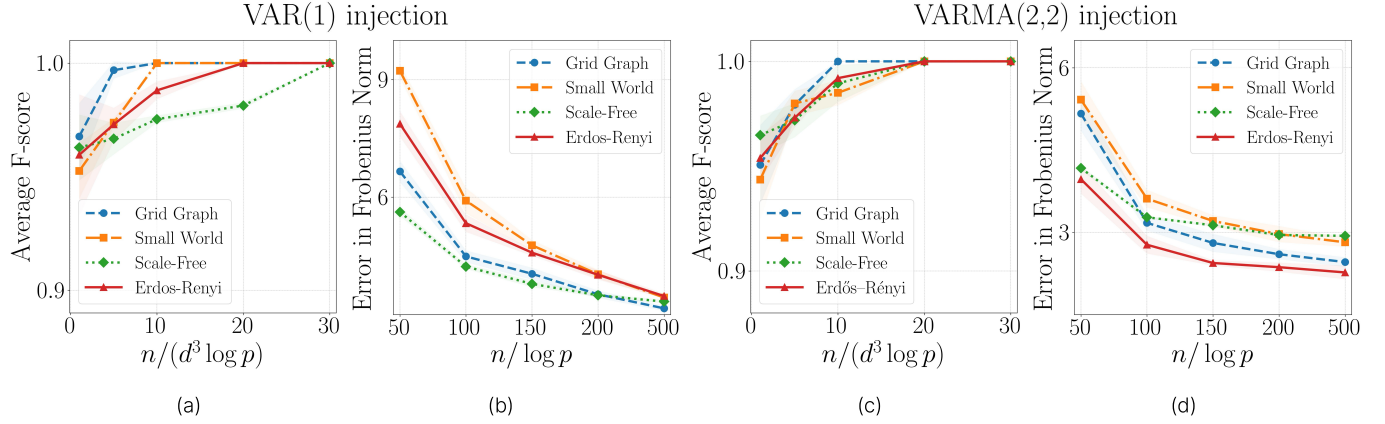 VAR(1) injection
VARMA(2,2) injection
Average F-score
1.0
0.9
0
10
20
30
n/(d³ log p)
Grid Graph
Small World
Scale-Free
Erdos-Renyi
(a)
Error in Frobenius Norm
9
6
50
100
150
200
500
n/ log p
Grid Graph
Small World
Scale-Free
Erdos-Renyi
(b)
Average F-score
1.0
0.9
0
10
20
30
n/(d³ log p)
Grid Graph
Small World
Scale-Free
Erdős–Rényi
(c)
Error in Frobenius Norm
6
3
50
100
150
200
500
n/ log p
Grid Graph
Small World
Scale-Free
Erdos-Renyi
(d)